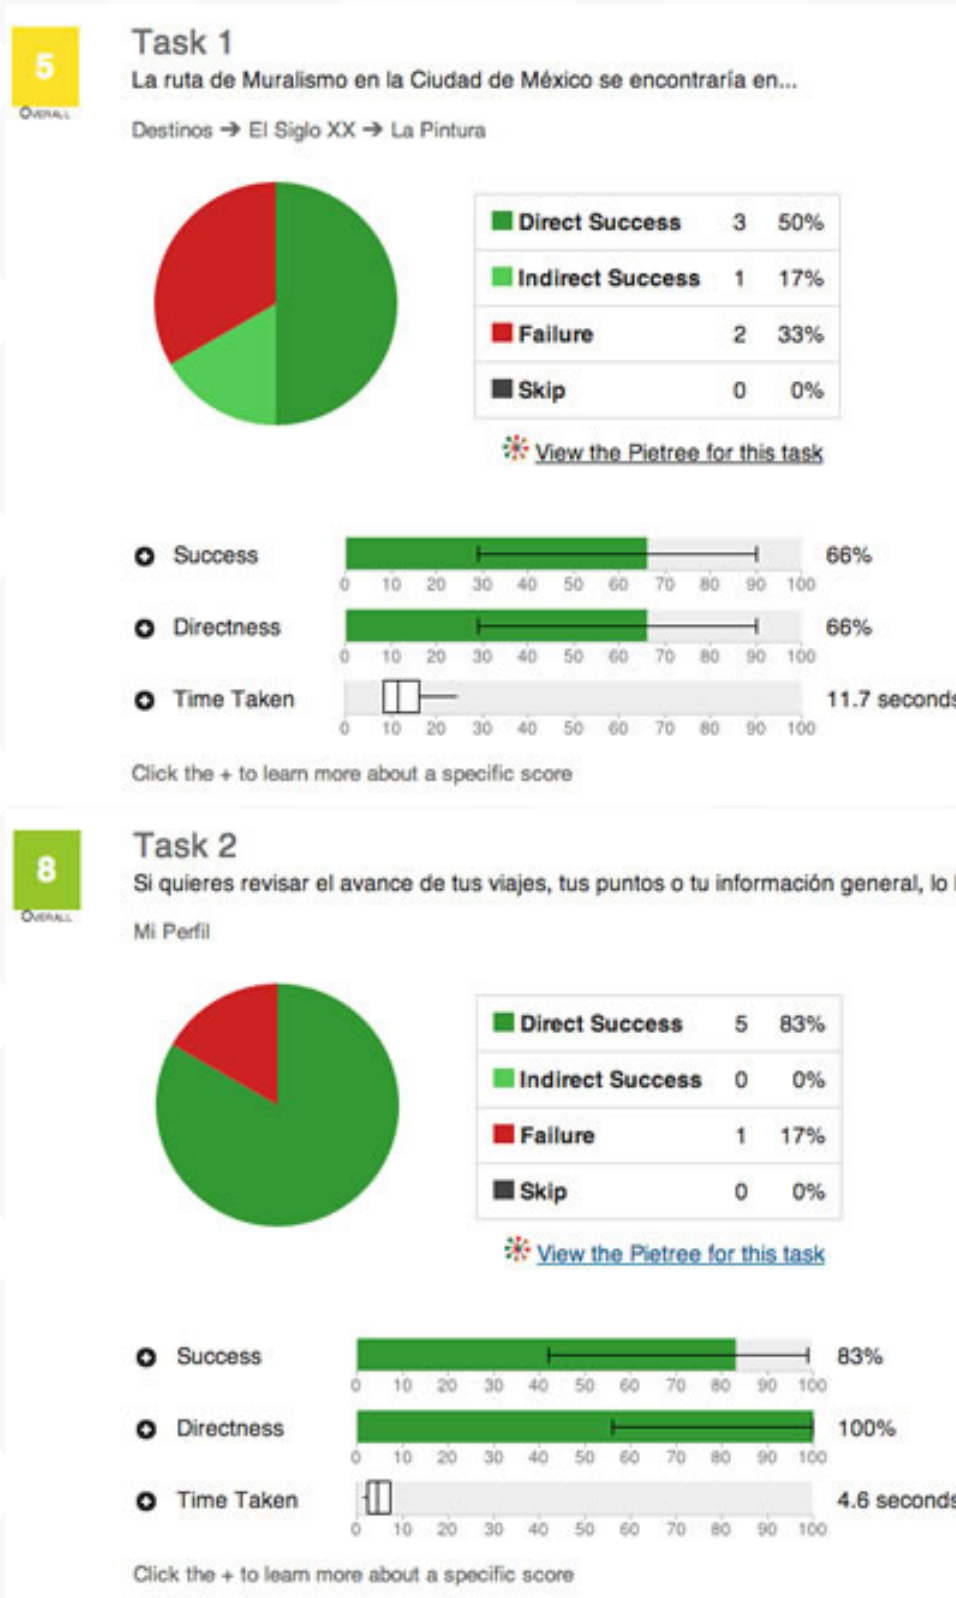 5
OVERALL
Task 1
La ruta de Muralismo en la Ciudad de México se encontraría en...
Destinos → El Siglo XX → La Pintura
Direct Success 3 50%
Indirect Success 1 17%
Failure 2 33%
Skip 0 0%
View the Pietree for this task
Success 66%
0 10 20 30 40 50 60 70 80 90 100
Directness 66%
0 10 20 30 40 50 60 70 80 90 100
Time Taken 11.7 seconds
0 10 20 30 40 50 60 70 80 90 100
Click the + to learn more about a specific score
8
OVERALL
Task 2
Si quieres revisar el avance de tus viajes, tus puntos o tu información general, lo
Mi Perfil
Direct Success 5 83%
Indirect Success 0 0%
Failure 1 17%
Skip 0 0%
View the Pietree for this task
Success 83%
0 10 20 30 40 50 60 70 80 90 100
Directness 100%
0 10 20 30 40 50 60 70 80 90 100
Time Taken 4.6 seconds
0 10 20 30 40 50 60 70 80 90 100
Click the + to learn more about a specific score